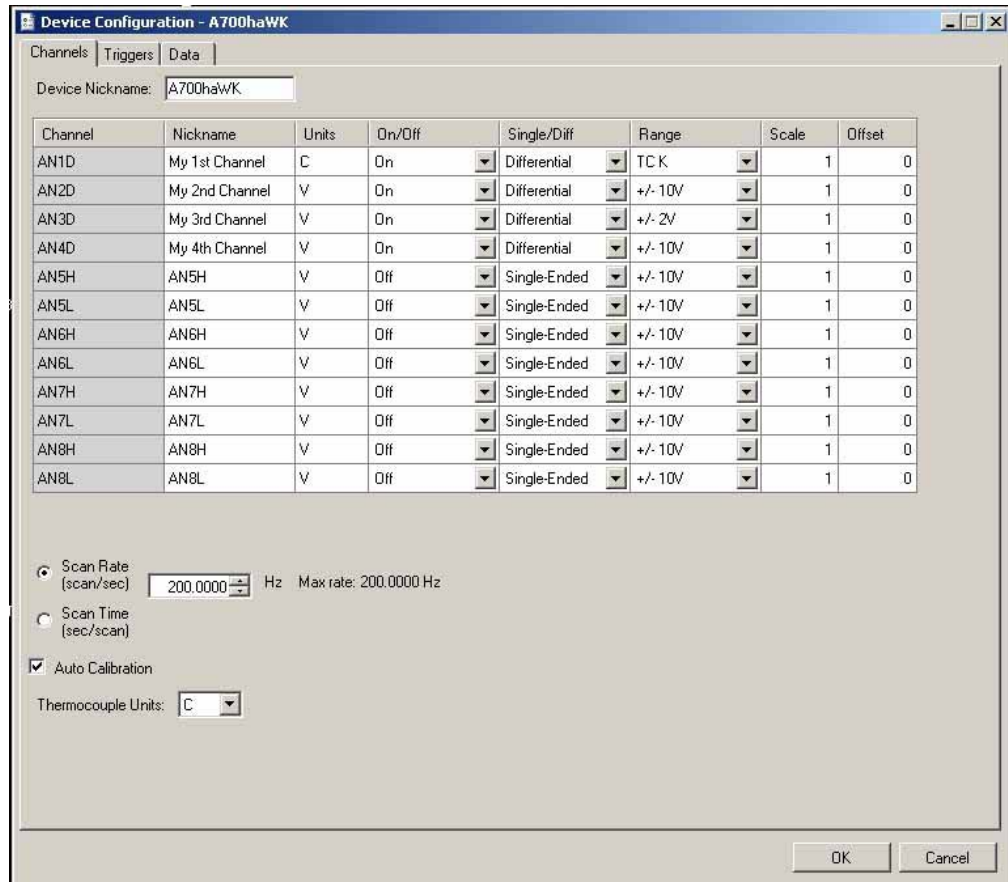 Device Configuration - A700haWK
Channels Triggers Data
Device Nickname: A700haWK
Channel Nickname Units On/Off Single/Diff Range Scale Offset
AN1D My 1st Channel C On Differential TC K 1 0
AN2D My 2nd Channel V On Differential +/- 10V 1 0
AN3D My 3rd Channel V On Differential +/- 2V 1 0
AN4D My 4th Channel V On Differential +/- 10V 1 0
AN5H AN5H V Off Single-Ended +/- 10V 1 0
AN5L AN5L V Off Single-Ended +/- 10V 1 0
AN6H AN6H V Off Single-Ended +/- 10V 1 0
AN6L AN6L V Off Single-Ended +/- 10V 1 0
AN7H AN7H V Off Single-Ended +/- 10V 1 0
AN7L AN7L V Off Single-Ended +/- 10V 1 0
AN8H AN8H V Off Single-Ended +/- 10V 1 0
AN8L AN8L V Off Single-Ended +/- 10V 1 0
Scan Rate
(scan/sec) 200.0000 Hz Max rate: 200.0000 Hz
Scan Time
(sec/scan)
Auto Calibration
Thermocouple Units: C
OK Cancel